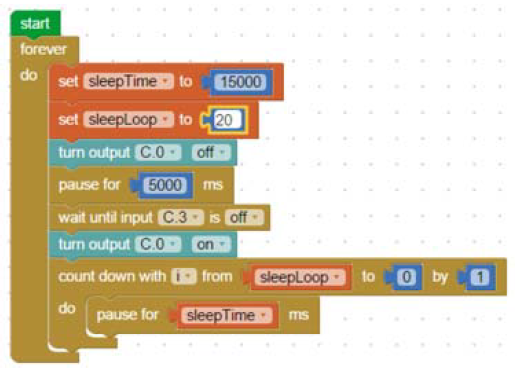 start
forever
do set sleepTime to 15000
set sleepLoop to 20
turn output C.0 off
pause for 5000 ms
wait until input C.3 is off
turn output C.0 on
count down with i from sleepLoop to 0 by 1
do pause for sleepTime ms